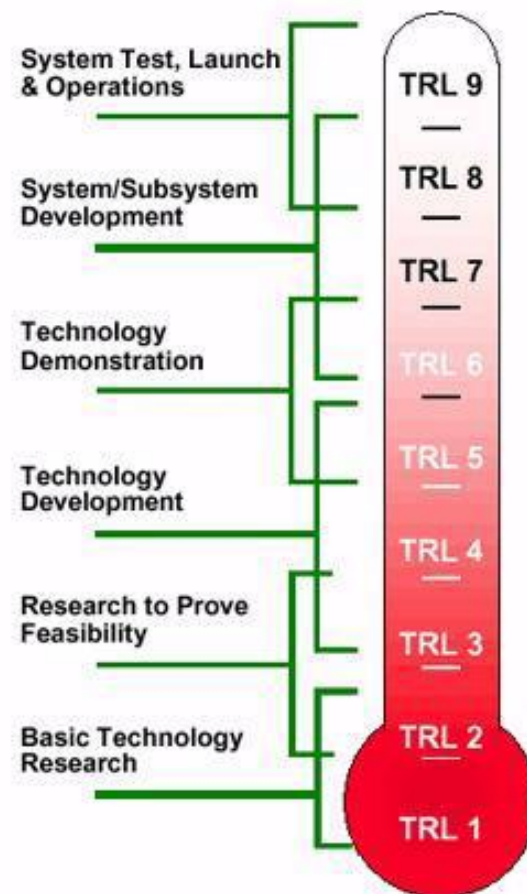 System Test, Launch
& Operations
System/Subsystem
Development
Technology
Demonstration
Technology
Development
Research to Prove
Feasibility
Basic Technology
Research
TRL 9
TRL 8
TRL 7
TRL 6
TRL 5
TRL 4
TRL 3
TRL 2
TRL 1